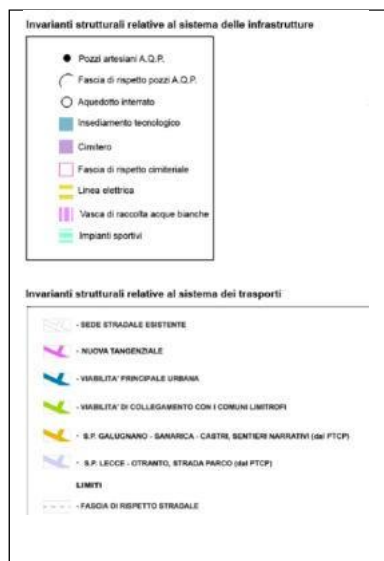 Invarianti strutturali relative al sistema delle infrastrutture
Pozzi artesiani A.Q.P.
Fascia di rispetto pozzi A.Q.P.
Aquedotto interrato
Insediamento tecnologico
Cimitero
Fascia di rispetto cimiteriale
Linea elettrica
Vasca di raccolta acque bianche
Impianti sportivi
Invarianti strutturali relative al sistema dei trasporti
- SEDE STRADALE ESISTENTE
- NUOVA TANGENZIALE
- VIABILITA' PRINCIPALE URBANA
- VIABILITA' DI COLLEGAMENTO CON I COMUNI LIMITROFI
- S.P. GALUGNANO - SANARICA - CASTRI, SENTIERI NARRATIVI (dal PTCP)
- S.P. LECCE - OTRANTO, STRADA PARCO (dal PTCP)
LIMITI
- FASCIA DI RISPETTO STRADALE